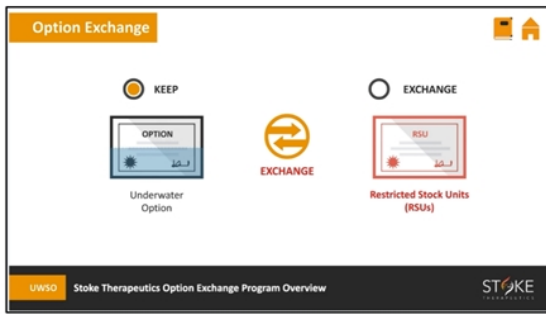 Option Exchange
KEEP
EXCHANGE
OPTION
RSU
EXCHANGE
Underwater
Option
Restricted Stock Units
(RSUs)
UWSO
Stoke Therapeutics Option Exchange Program Overview
STOKE
THERAPEUTICS